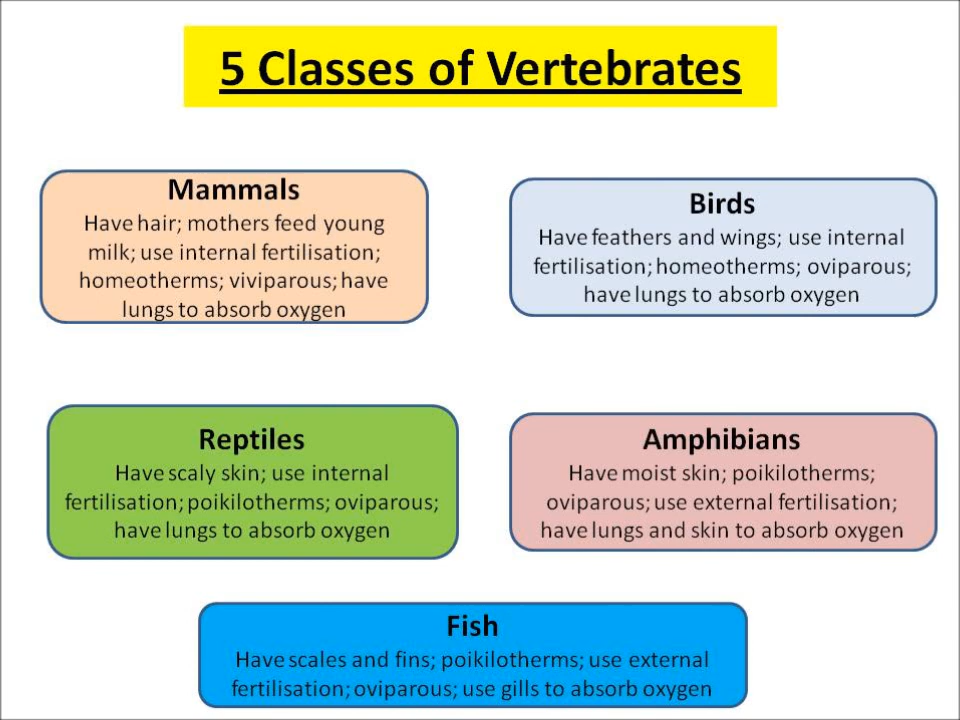 5 Classes of Vertebrates
Mammals
Have hair; mothers feed young
milk; use internal fertilisation;
homeotherms; viviparous; have
lungs to absorb oxygen
Birds
Have feathers and wings; use internal
fertilisation; homeotherms; oviparous;
have lungs to absorb oxygen
Reptiles
Have scaly skin; use internal
fertilisation; poikilotherms; oviparous;
have lungs to absorb oxygen
Amphibians
Have moist skin; poikilotherms;
oviparous; use external fertilisation;
have lungs and skin to absorb oxygen
Fish
Have scales and fins; poikilotherms; use external
fertilisation; oviparous; use gills to absorb oxygen